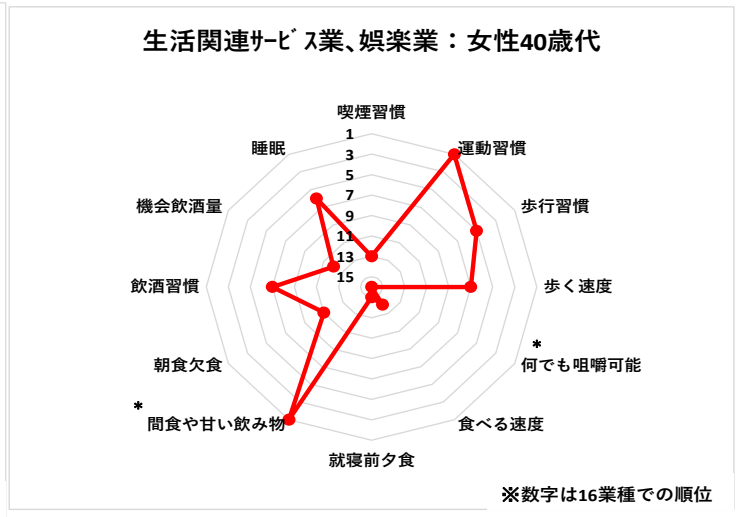 生活関連ｻｰﾋﾞｽ業、娯楽業：女性40歳代
喫煙習慣
1
3
5
7
9
11
13
15
運動習慣
歩行習慣
歩く速度
*
何でも咀嚼可能
食べる速度
就寝前夕食
*
間食や甘い飲み物
朝食欠食
飲酒習慣
機会飲酒量
睡眠
※数字は16業種での順位